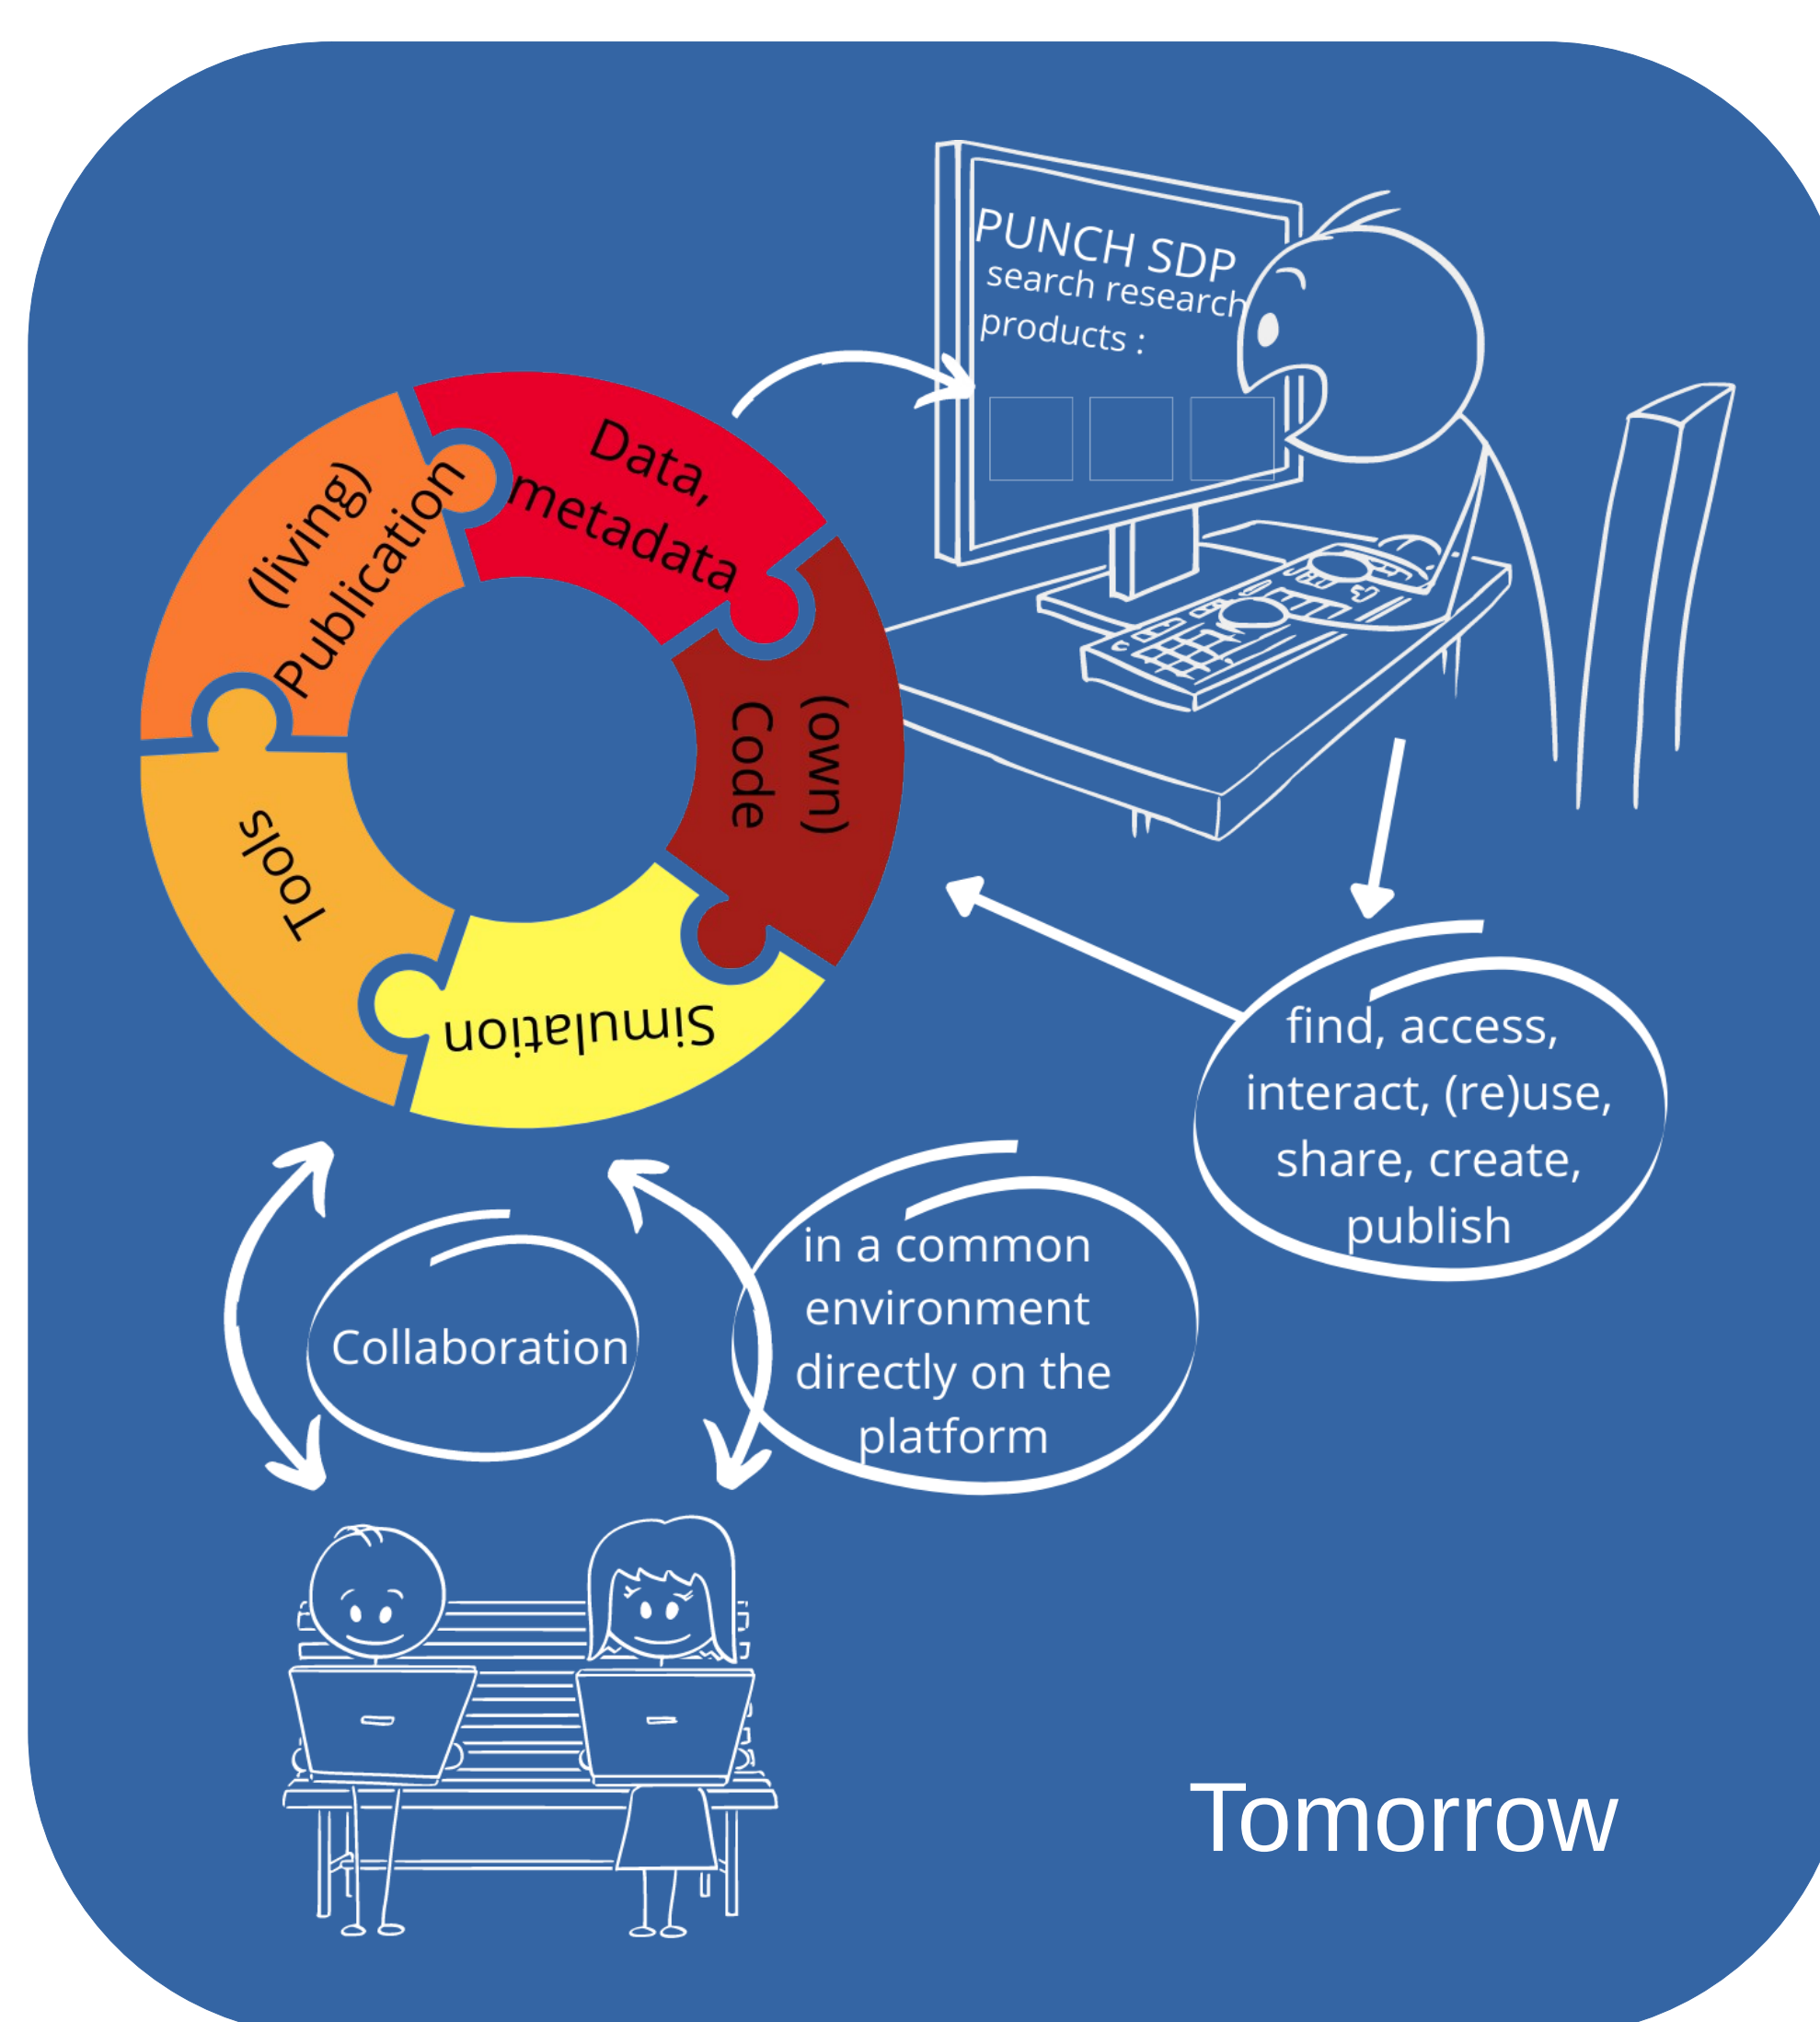 PUNCH SDP
search research
products :
Data,
metadata
(living)
Publication
(own)
Code
Tools
Simulation
find, access,
interact, (re)use,
share, create,
publish
in a common
environment
directly on the
platform
Collaboration
Tomorrow